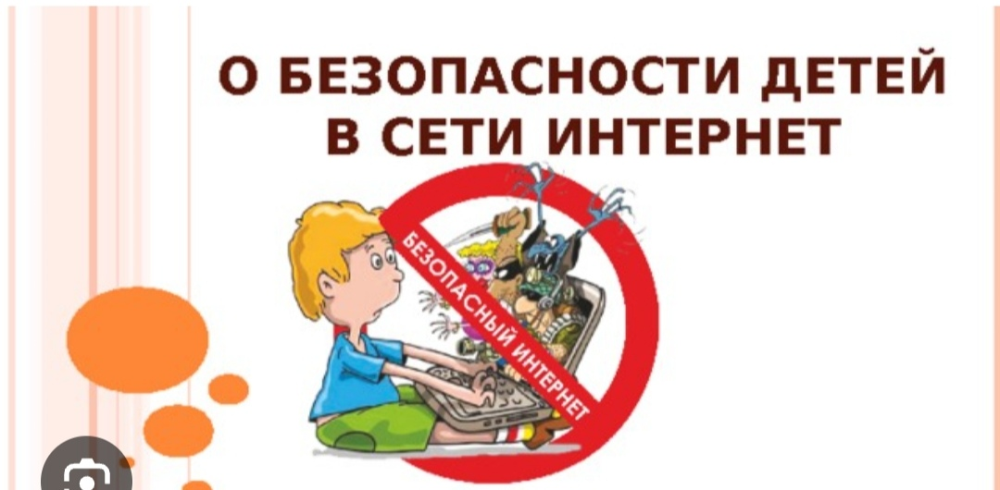 О БЕЗОПАСНОСТИ ДЕТЕЙ
В СЕТИ ИНТЕРНЕТ
БЕЗОПАСНЫЙ ИНТЕРНЕТ